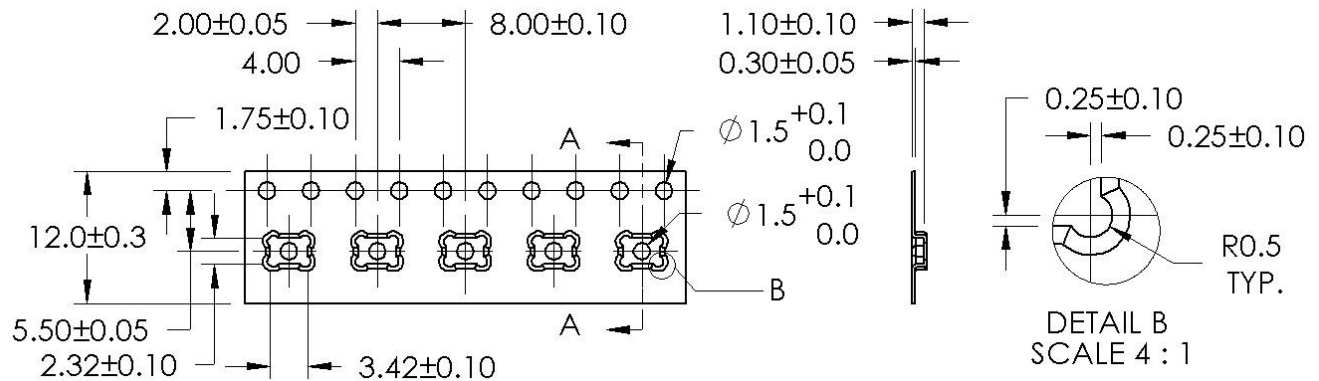 2.00±0.05
8.00±0.10
1.10±0.10
4.00
0.30±0.05
0.25±0.10
1.75±0.10
A
⌀1.5 +0.1
0.0
0.25±0.10
⌀1.5 +0.1
0.0
12.0±0.3
R0.5
TYP.
B
5.50±0.05
A
DETAIL B
SCALE 4 : 1
2.32±0.10
3.42±0.10